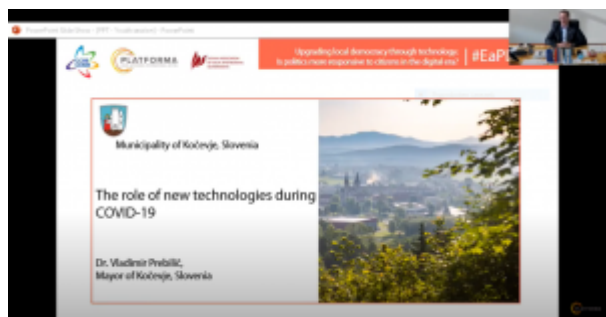 PLATFORMA
Upgrading local democracy through technology:
Is politics more responsive to citizens in the digital era?
#EaP
Municipality of Kočevje, Slovenia
The role of new technologies during
COVID-19
Dr. Vladimir Prebilič,
Mayor of Kočevje, Slovenia